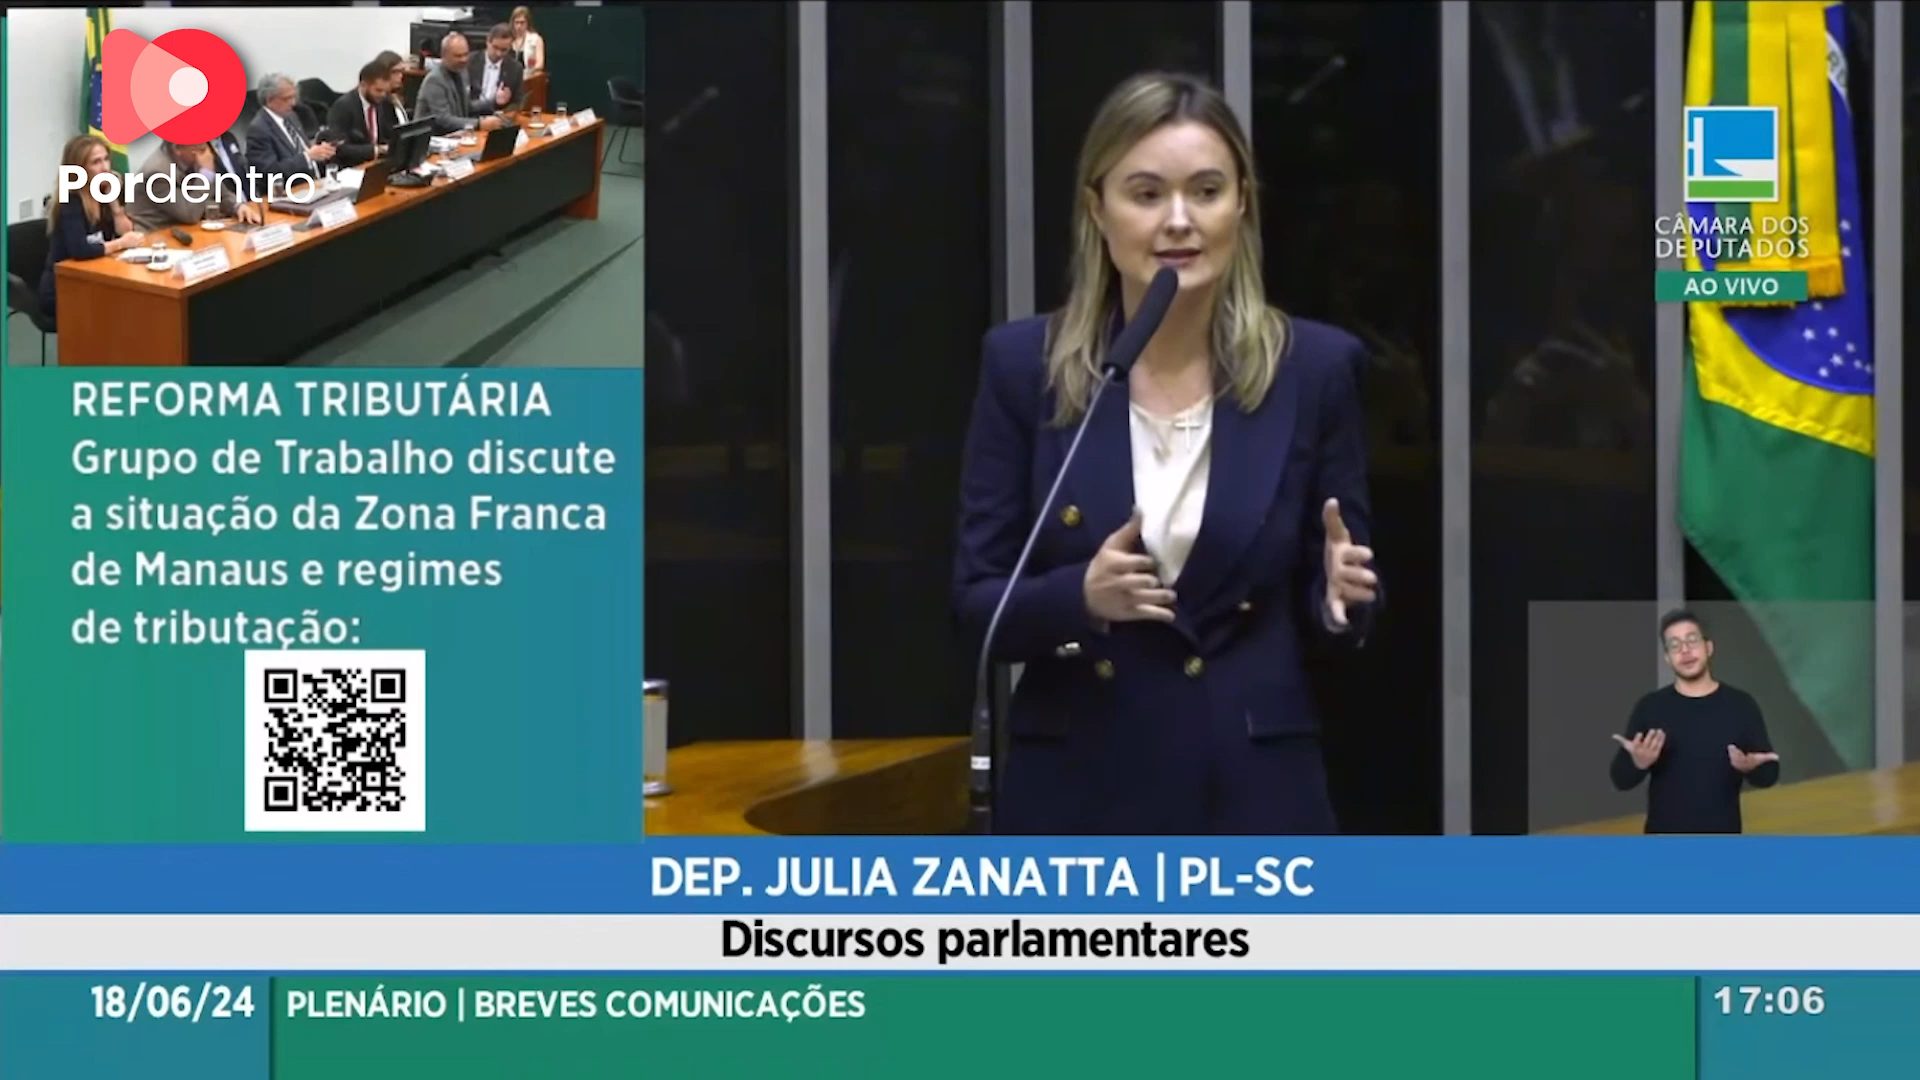 Pordentro
CÂMARA DOS
DEPUTADOS
AO VIVO
REFORMA TRIBUTÁRIA
Grupo de Trabalho discute
a situação da Zona Franca
de Manaus e regimes
de tributação:
DEP. JULIA ZANATTA | PL-SC
Discursos parlamentares
18/06/24
PLENÁRIO | BREVES COMUNICAÇÕES
17:06